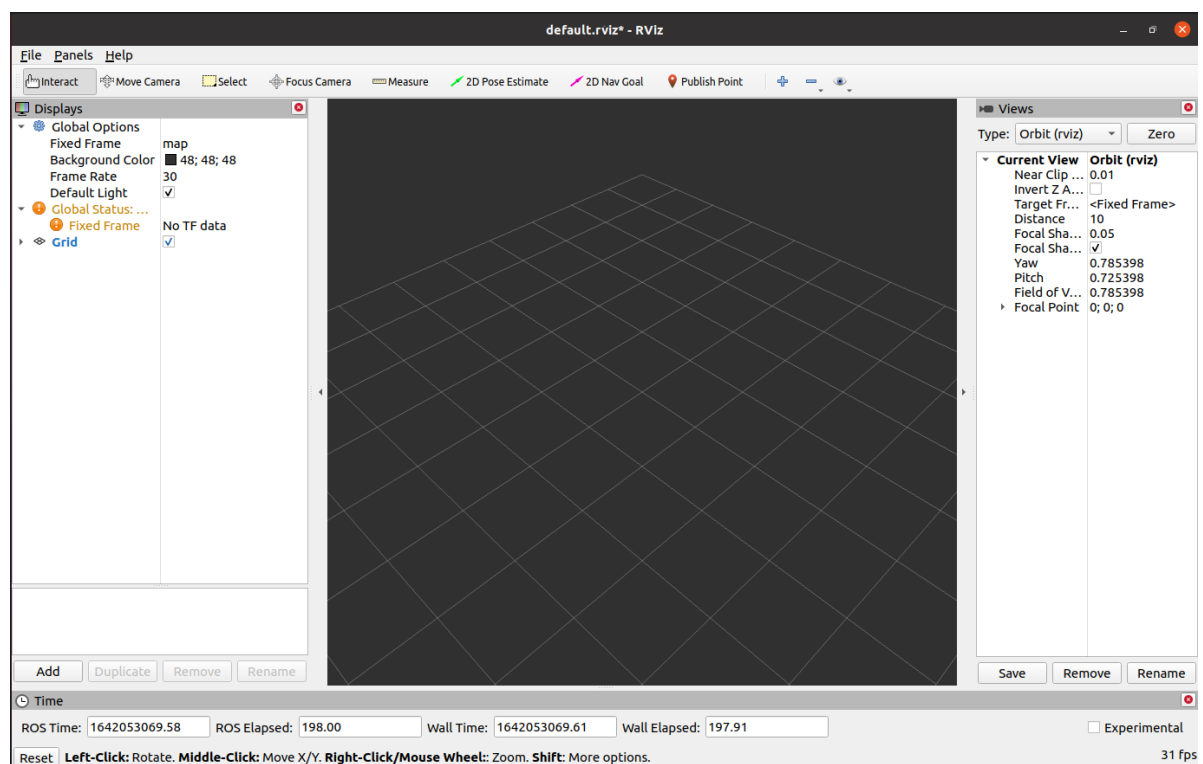 default.rviz* - RViz
File Panels Help
Interact Move Camera Select Focus Camera Measure 2D Pose Estimate 2D Nav Goal Publish Point
Displays
Global Options
Fixed Frame map
Background Color 48; 48; 48
Frame Rate 30
Default Light
Global Status: ...
Fixed Frame No TF data
Grid
Add Duplicate Remove Rename
Views
Type: Orbit (rviz) Zero
Current View Orbit (rviz)
Near Clip ... 0.01
Invert Z A...
Target Fr... <Fixed Frame>
Distance 10
Focal Sha... 0.05
Focal Sha...
Yaw 0.785398
Pitch 0.725398
Field of V... 0.785398
Focal Point 0; 0; 0
Save Remove Rename
Time
ROS Time: 1642053069.58 ROS Elapsed: 198.00 Wall Time: 1642053069.61 Wall Elapsed: 197.91 Experimental
Reset Left-Click: Rotate. Middle-Click: Move X/Y. Right-Click/Mouse Wheel:: Zoom. Shift: More options. 31 fps